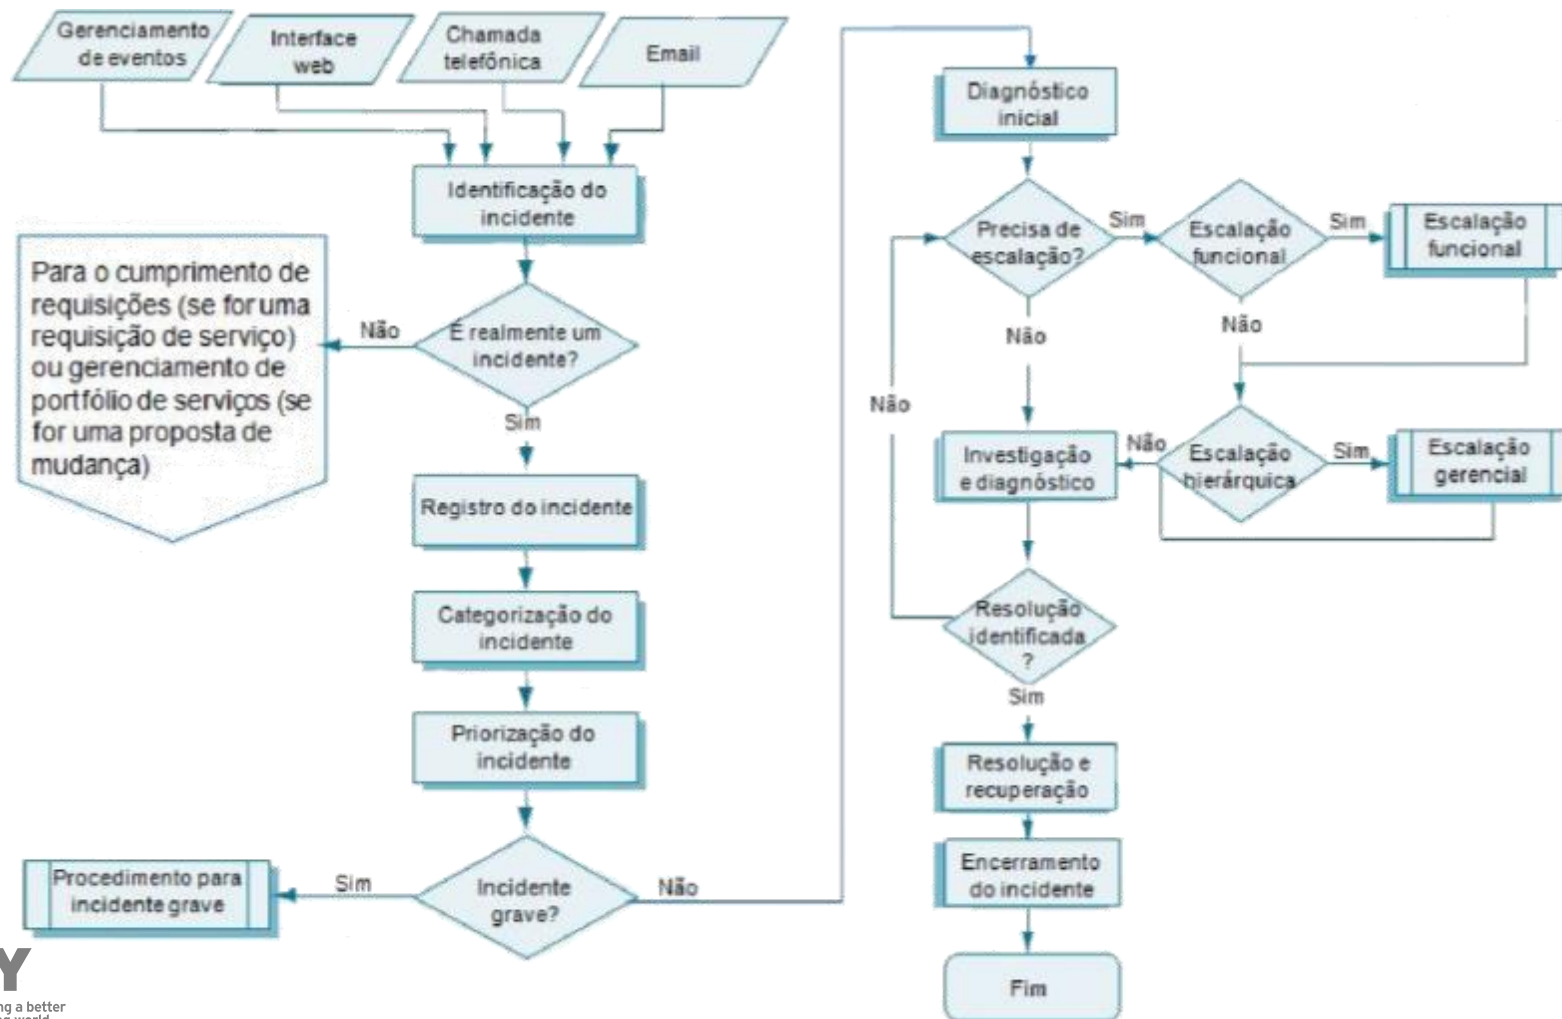 Gerenciamento
de eventos
Interface
web
Chamada
telefônica
Email
Identificação do
incidente
É realmente um
incidente?
Não
Para o cumprimento de
requisições (se for uma
requisição de serviço)
ou gerenciamento de
portfólio de serviços (se
for uma proposta de
mudança)
Sim
Registro do incidente
Categorização do
incidente
Priorização do
incidente
Incidente
grave?
Sim
Procedimento para
incidente grave
Não
Diagnóstico
inicial
Precisa de
escalação?
Sim
Escalação
funcional
Sim
Escalação
funcional
Não
Não
Escalação
hierárquica
Sim
Escalação
gerencial
Não
Investigação
e diagnóstico
Resolução
identificada
?
Não
Sim
Resolução e
recuperação
Encerramento
do incidente
Fim
Y
ng a better